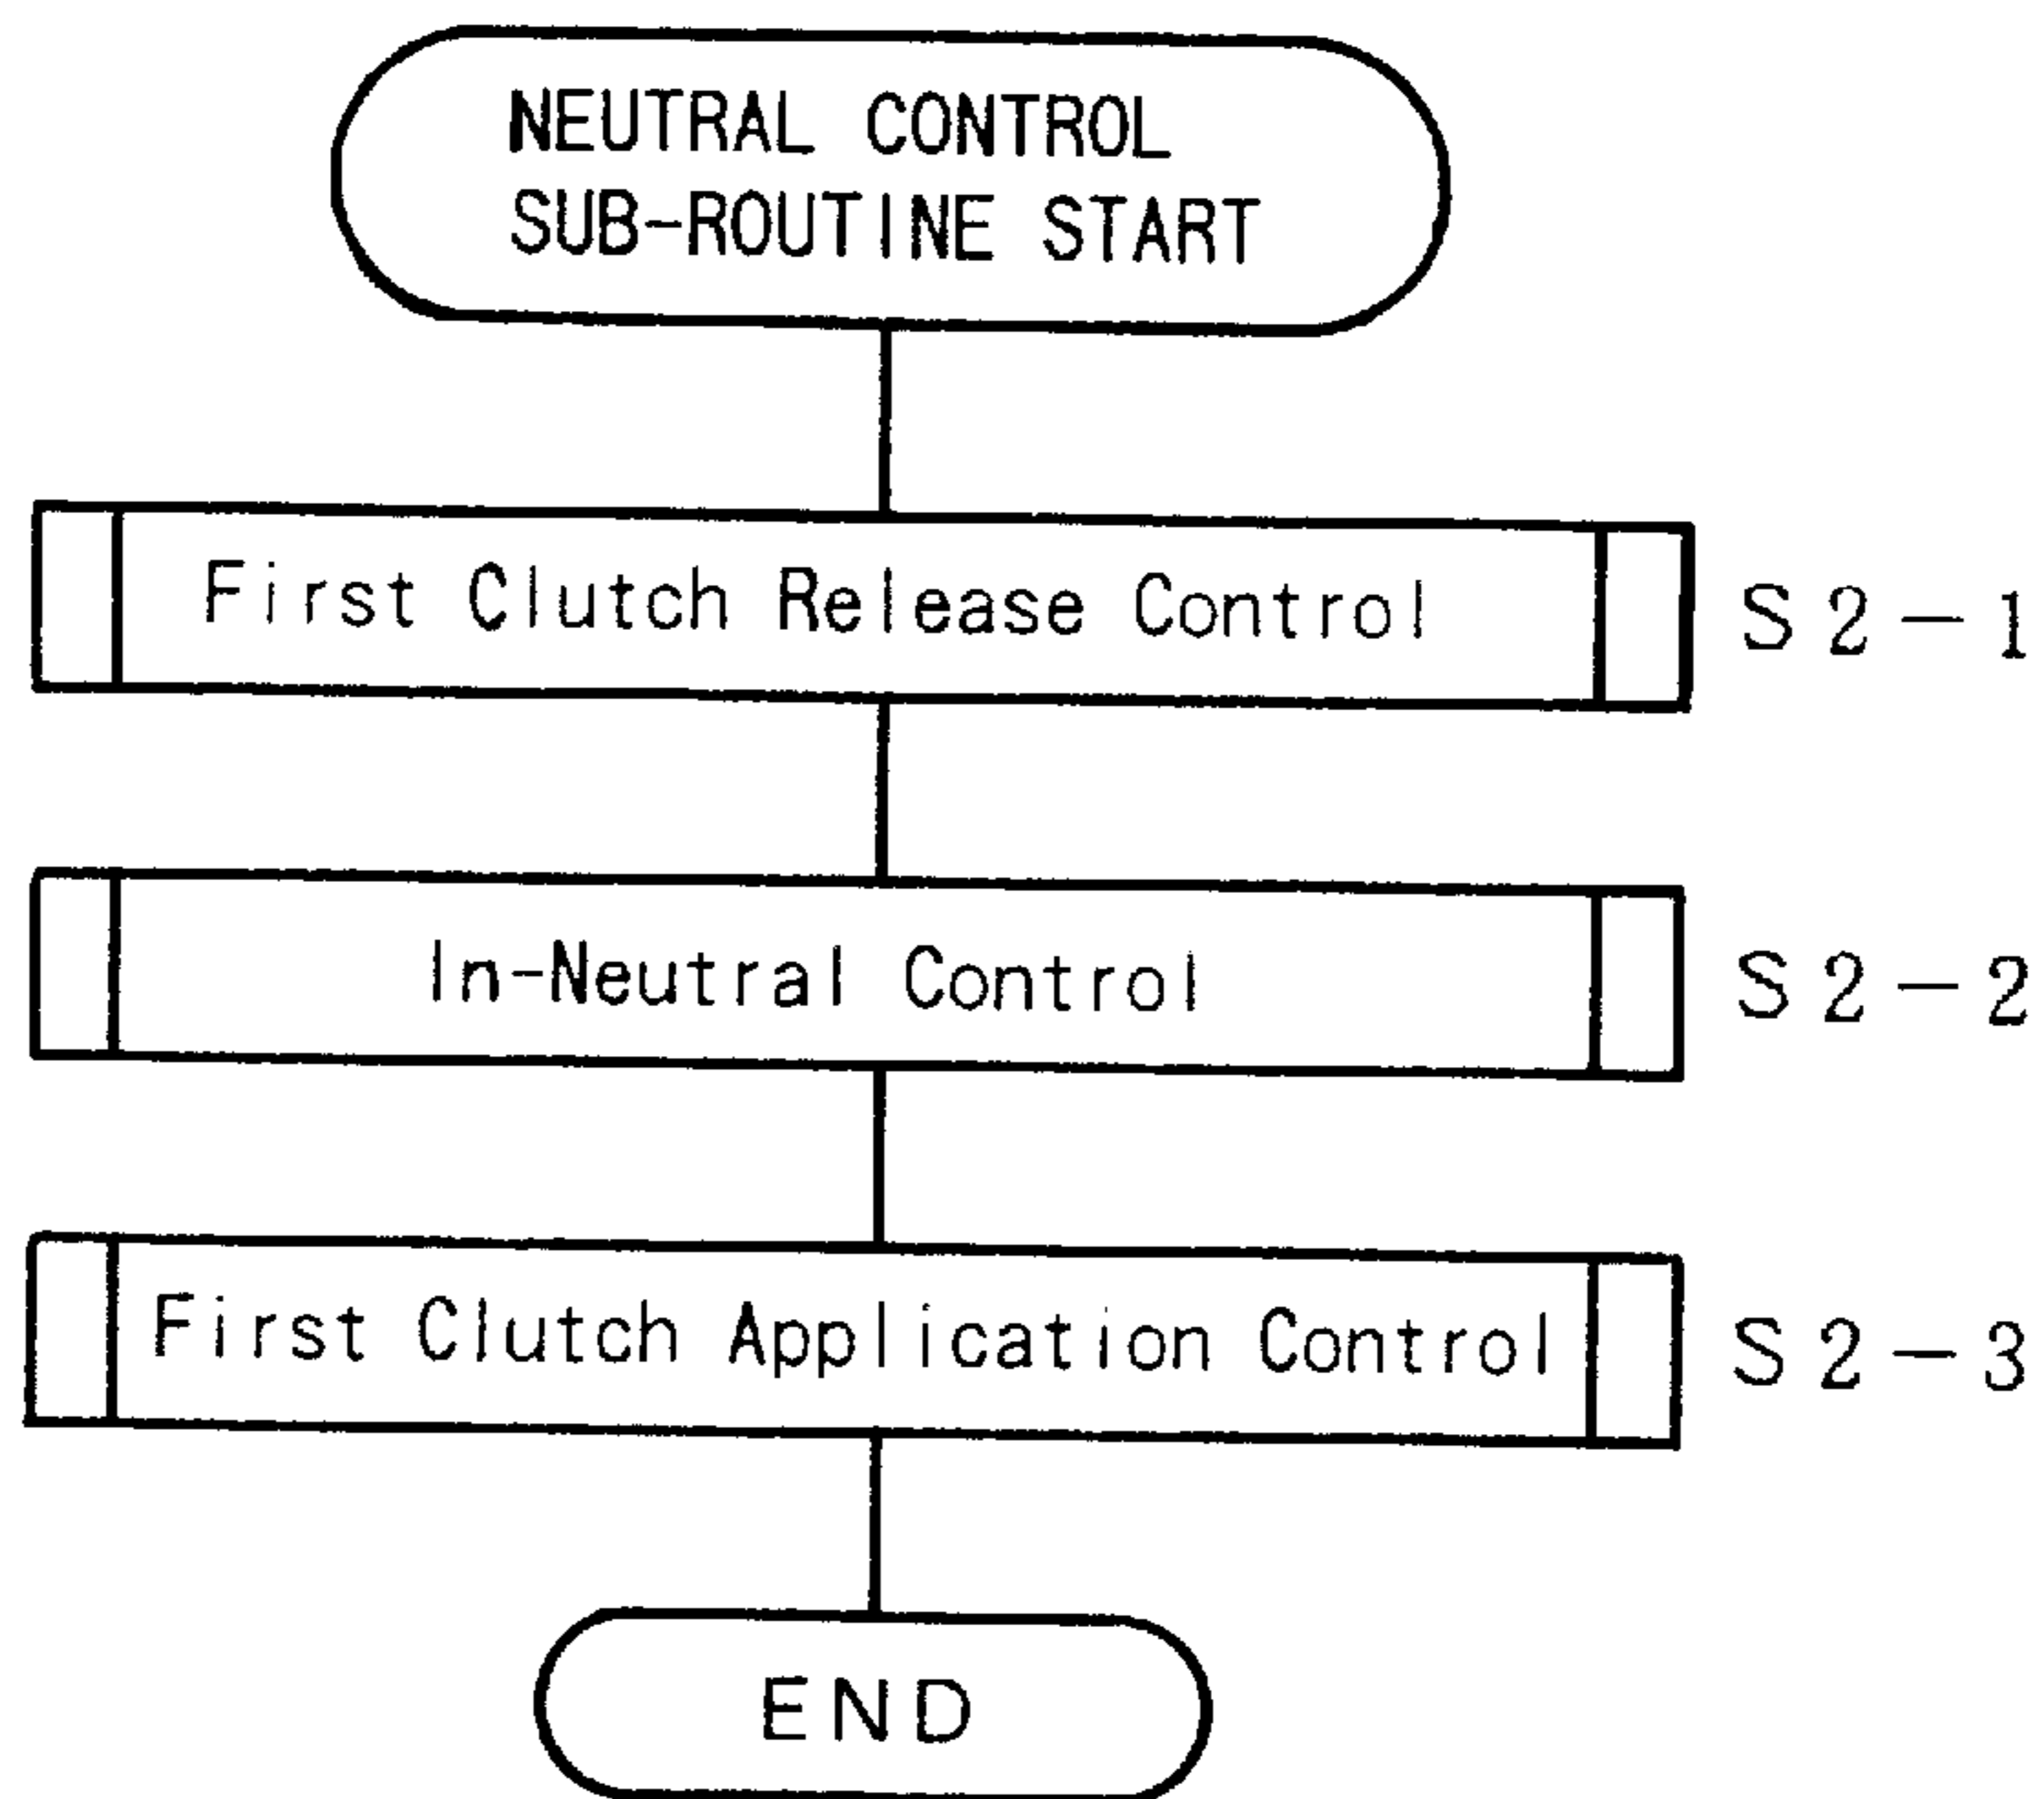 NEUTRAL CONTROL
SUB-ROUTINE START
First Clutch Release Control
S2-1
In-Neutral Control
S2-2
First Clutch Application Control
S2-3
END